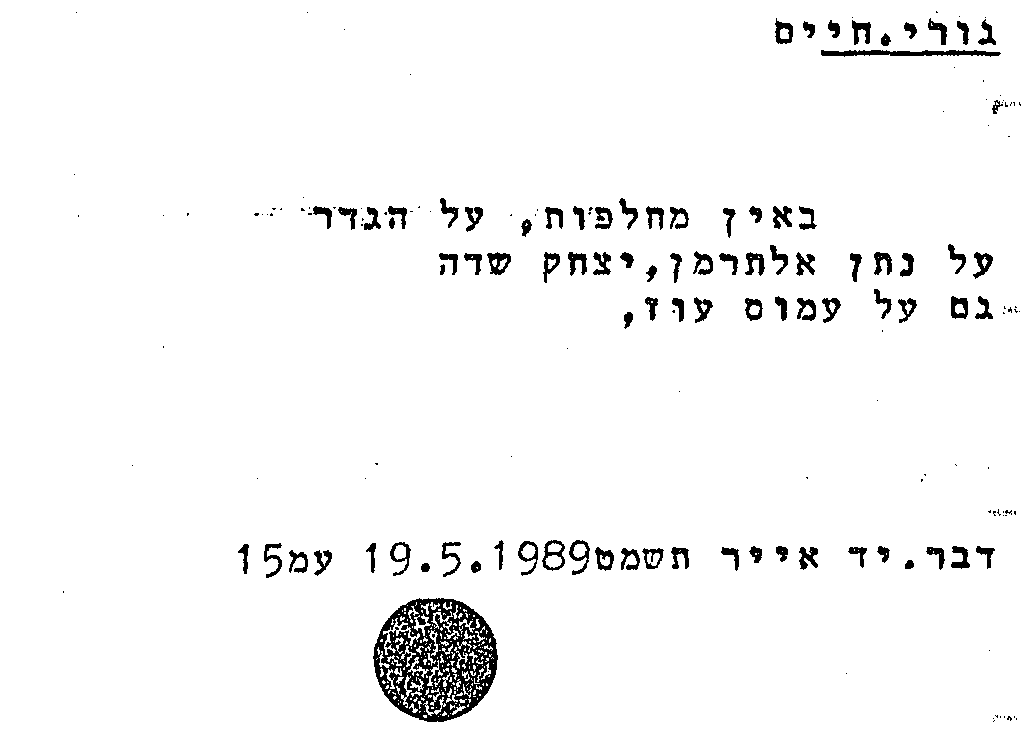 גורי.חיים
באין מחלפות, על הגדר
על נתן אלתרמן,יצחק שדה
גם על עמוס עוז,
דבר.יד אייר תשמט19.5.1989 עמ15